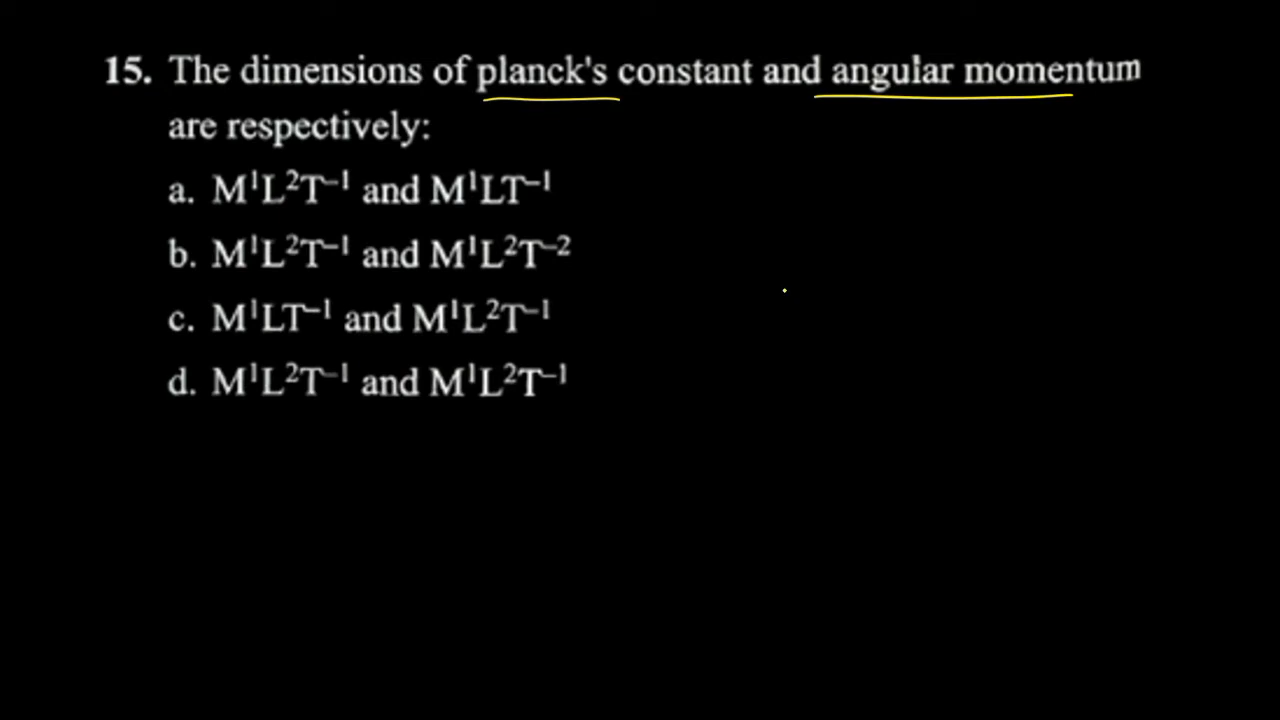 15. The dimensions of planck's constant and angular momentum
are respectively:
a. M¹L²T⁻¹ and M¹LT⁻¹
b. M¹L²T⁻¹ and M¹L²T⁻²
c. M¹LT⁻¹ and M¹L²T⁻¹
d. M¹L²T⁻¹ and M¹L²T⁻¹